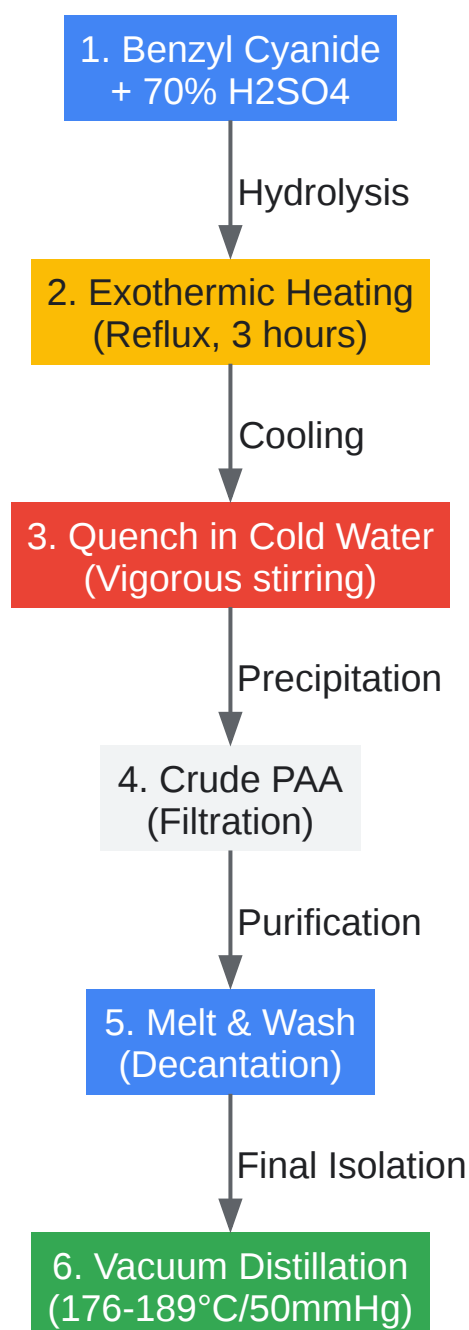 1. Benzyl Cyanide
+ 70% H2SO4
Hydrolysis
2. Exothermic Heating
(Reflux, 3 hours)
Cooling
3. Quench in Cold Water
(Vigorous stirring)
Precipitation
4. Crude PAA
(Filtration)
Purification
5. Melt & Wash
(Decantation)
Final Isolation
6. Vacuum Distillation
(176-189°C/50mmHg)